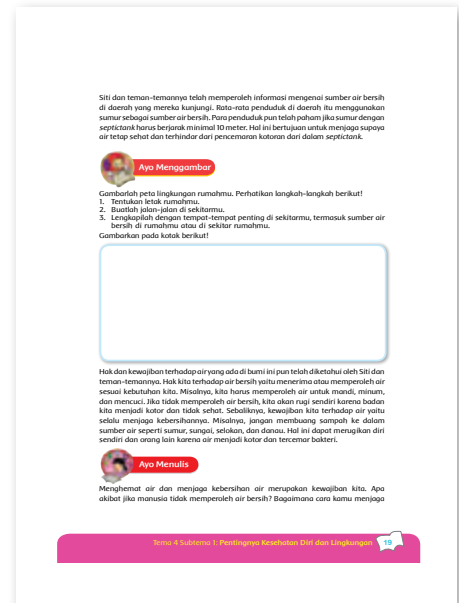 Siti dan teman-temannya telah memperoleh informasi mengenai sumber air bersih
di daerah yang mereka kunjungi. Rata-rata penduduk di daerah itu menggunakan
sumur sebagai sumber air bersih. Para penduduk pun telah paham jika sumur dengan
septictank harus berjarak minimal 10 meter. Hal ini bertujuan untuk menjaga supaya
air tetap sehat dan terhindar dari pencemaran kotoran dari dalam septictank.
Ayo Menggambar
Gambarlah peta lingkungan rumahmu. Perhatikan langkah-langkah berikut!
1. Tentukan letak rumahmu.
2. Buatlah jalan-jalan di sekitarmu.
3. Lengkapilah dengan tempat-tempat penting di sekitarmu, termasuk sumber air
bersih di rumahmu atau di sekitar rumahmu.
Gambarkan pada kotak berikut!
Hak dan kewajiban terhadap air yang ada di bumi ini pun telah diketahui oleh Siti dan
teman-temannya. Hak kita terhadap air bersih yaitu menerima atau memperoleh air
sesuai kebutuhan kita. Misalnya, kita harus memperoleh air untuk mandi, minum,
dan mencuci. Jika tidak memperoleh air bersih, kita akan rugi sendiri karena badan
kita menjadi kotor dan tidak sehat. Sebaliknya, kewajiban kita terhadap air yaitu
selalu menjaga kebersihannya. Misalnya, jangan membuang sampah ke dalam
sumber air seperti sumur, sungai, selokan, dan danau. Hal ini dapat merugikan diri
sendiri dan orang lain karena air menjadi kotor dan tercemar bakteri.
Ayo Menulis
Menghemat air dan menjaga kebersihan air merupakan kewajiban kita. Apa
akibat jika manusia tidak memperoleh air bersih? Bagaimana cara kamu menjaga
Tema 4 Subtema 1: Pentingnya Kesehatan Diri dan Lingkungan 19